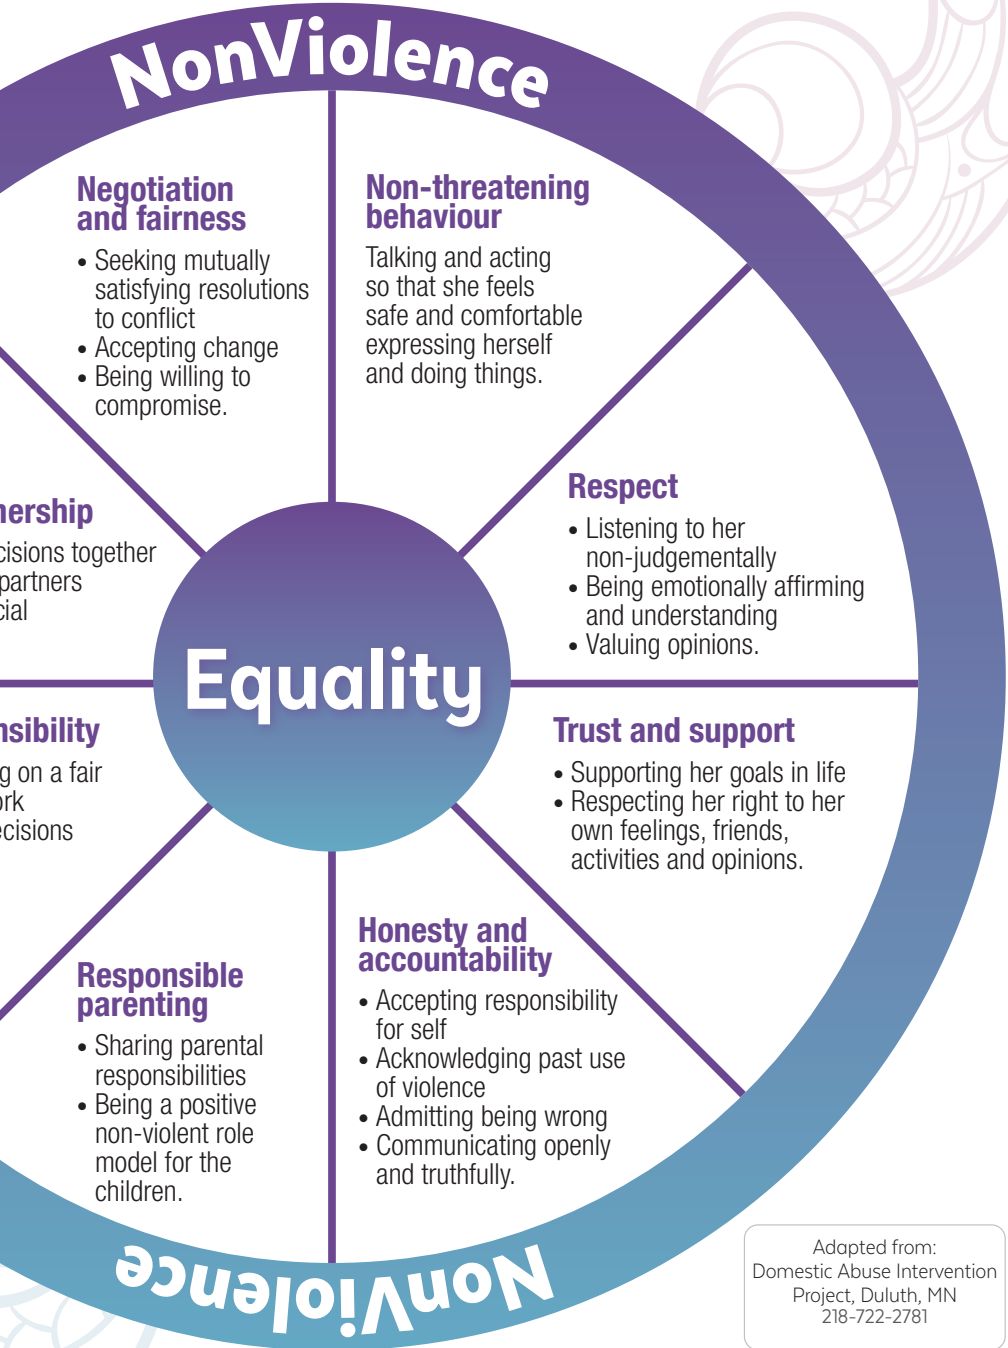 NonViolence
Negotiation
and fairness
• Seeking mutually
satisfying resolutions
to conflict
• Accepting change
• Being willing to
compromise.
Non-threatening
behaviour
Talking and acting
so that she feels
safe and comfortable
expressing herself
and doing things.
Respect
• Listening to her
non-judgementally
• Being emotionally affirming
and understanding
• Valuing opinions.
Trust and support
• Supporting her goals in life
• Respecting her right to her
own feelings, friends,
activities and opinions.
Honesty and
accountability
• Accepting responsibility
for self
• Acknowledging past use
of violence
• Admitting being wrong
• Communicating openly
and truthfully.
Responsible
parenting
• Sharing parental
responsibilities
• Being a positive
non-violent role
model for the
children.
on a fair
together
partners
Equality
NonViolence
Adapted from:
Domestic Abuse Intervention
Project, Duluth, MN
218-722-2781